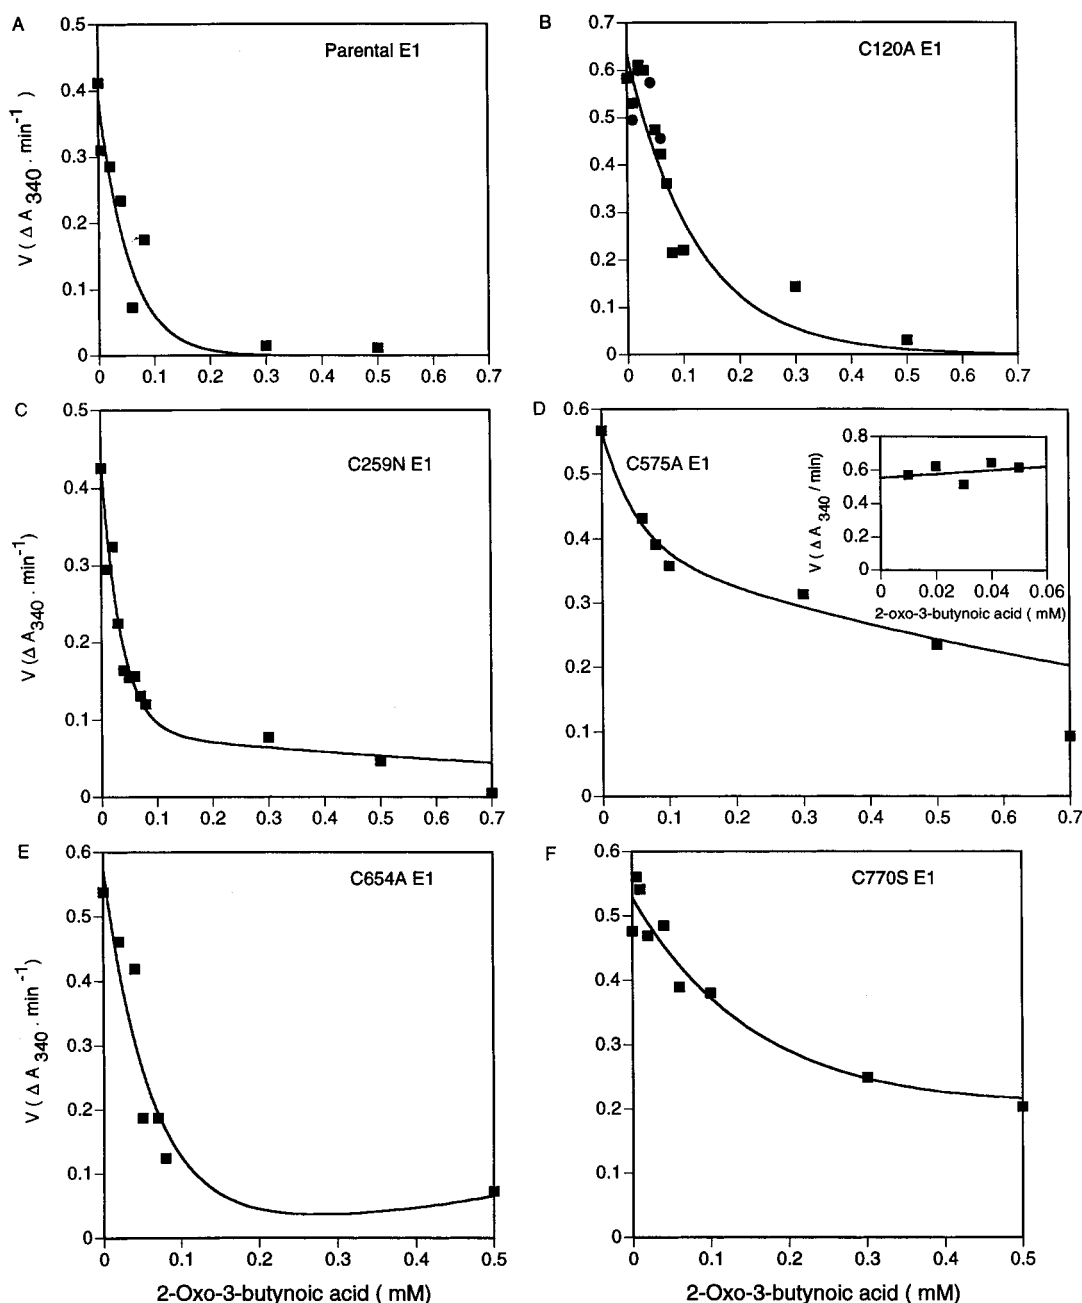 A
Parental E1
V ( Δ A 340 . min -1 )
0.5
0.4
0.3
0.2
0.1
0
0 0.1 0.2 0.3 0.4 0.5 0.6 0.7
B
C120A E1
0.7
0.6
0.5
0.4
0.3
0.2
0.1
0
0 0.1 0.2 0.3 0.4 0.5 0.6 0.7
C
C259N E1
V ( Δ A 340 . min -1 )
0.5
0.4
0.3
0.2
0.1
0
0 0.1 0.2 0.3 0.4 0.5 0.6 0.7
D
C575A E1
0.6
0.5
0.4
0.3
0.2
0.1
0
0 0.1 0.2 0.3 0.4 0.5 0.6 0.7
V ( Δ A 340 / min)
0.8
0.6
0.4
0.2
0
0 0.02 0.04 0.06
2-oxo-3-butynoic acid ( mM)
E
C654A E1
V ( Δ A 340 . min -1 )
0.6
0.5
0.4
0.3
0.2
0.1
0
0 0.1 0.2 0.3 0.4 0.5
2-Oxo-3-butynoic acid ( mM)
F
C770S E1
0.6
0.5
0.4
0.3
0.2
0.1
0
0 0.1 0.2 0.3 0.4 0.5
2-Oxo-3-butynoic acid ( mM)